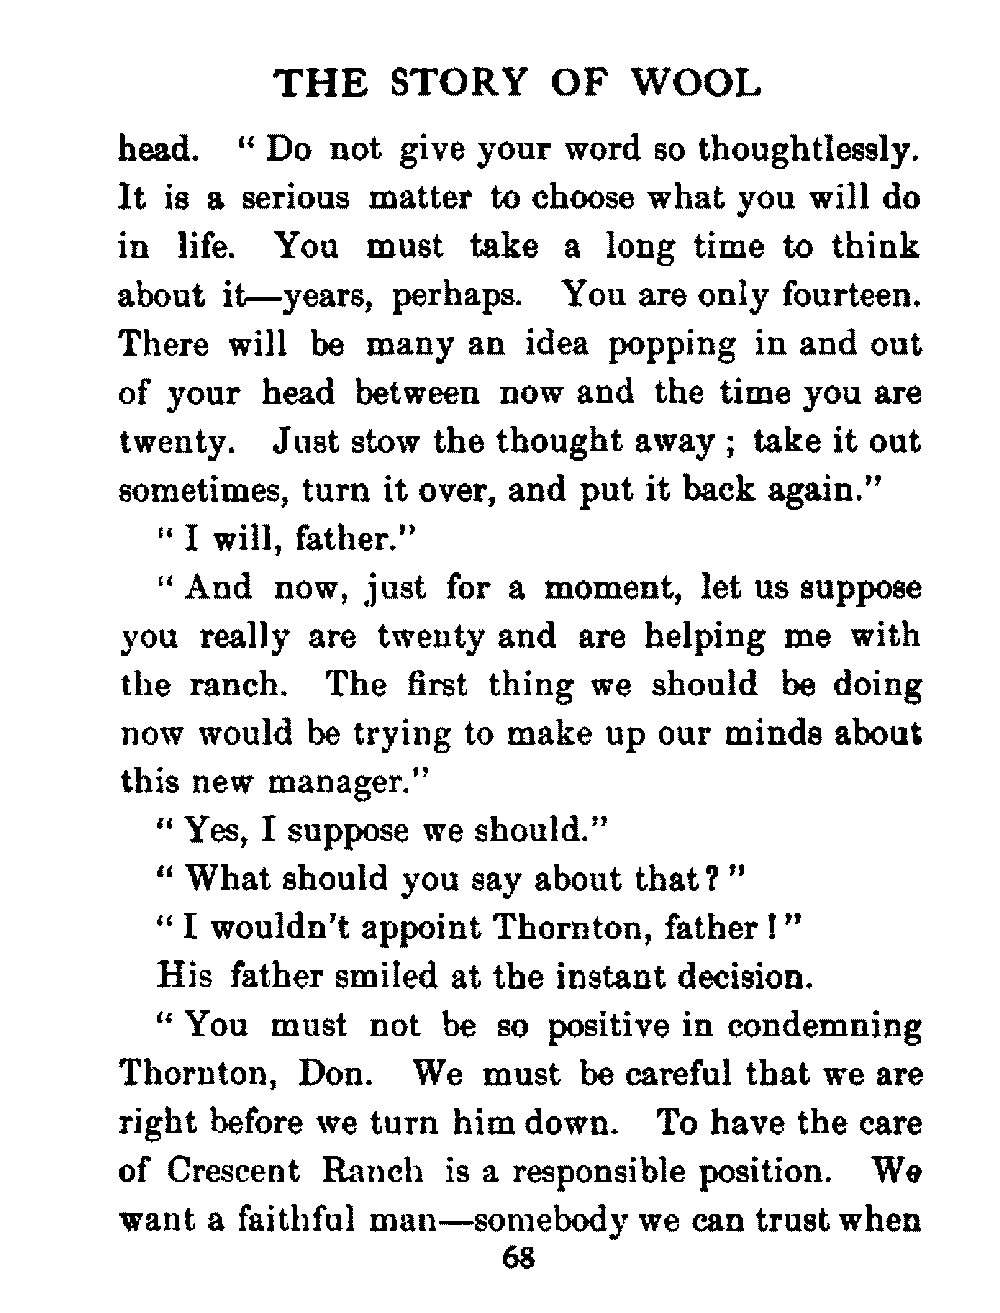 THE STORY OF WOOL
head. “ Do not give your word so thoughtlessly.
It is a serious matter to choose what you will do
in life. You must take a long time to think
about it—years, perhaps. You are only fourteen.
There will be many an idea popping in and out
of your head between now and the time you are
twenty. Just stow the thought away ; take it out
sometimes, turn it over, and put it back again.”
“ I will, father.”
“ And now, just for a moment, let us suppose
you really are twenty and are helping me with
the ranch. The first thing we should be doing
now would be trying to make up our minds about
this new manager.”
“ Yes, I suppose we should.”
“ What should you say about that ? ”
“ I wouldn't appoint Thornton, father ! ”
His father smiled at the instant decision.
“ You must not be so positive in condemning
Thornton, Don. We must be careful that we are
right before we turn him down. To have the care
of Crescent Ranch is a responsible position. We
want a faithful man—somebody we can trust when
68